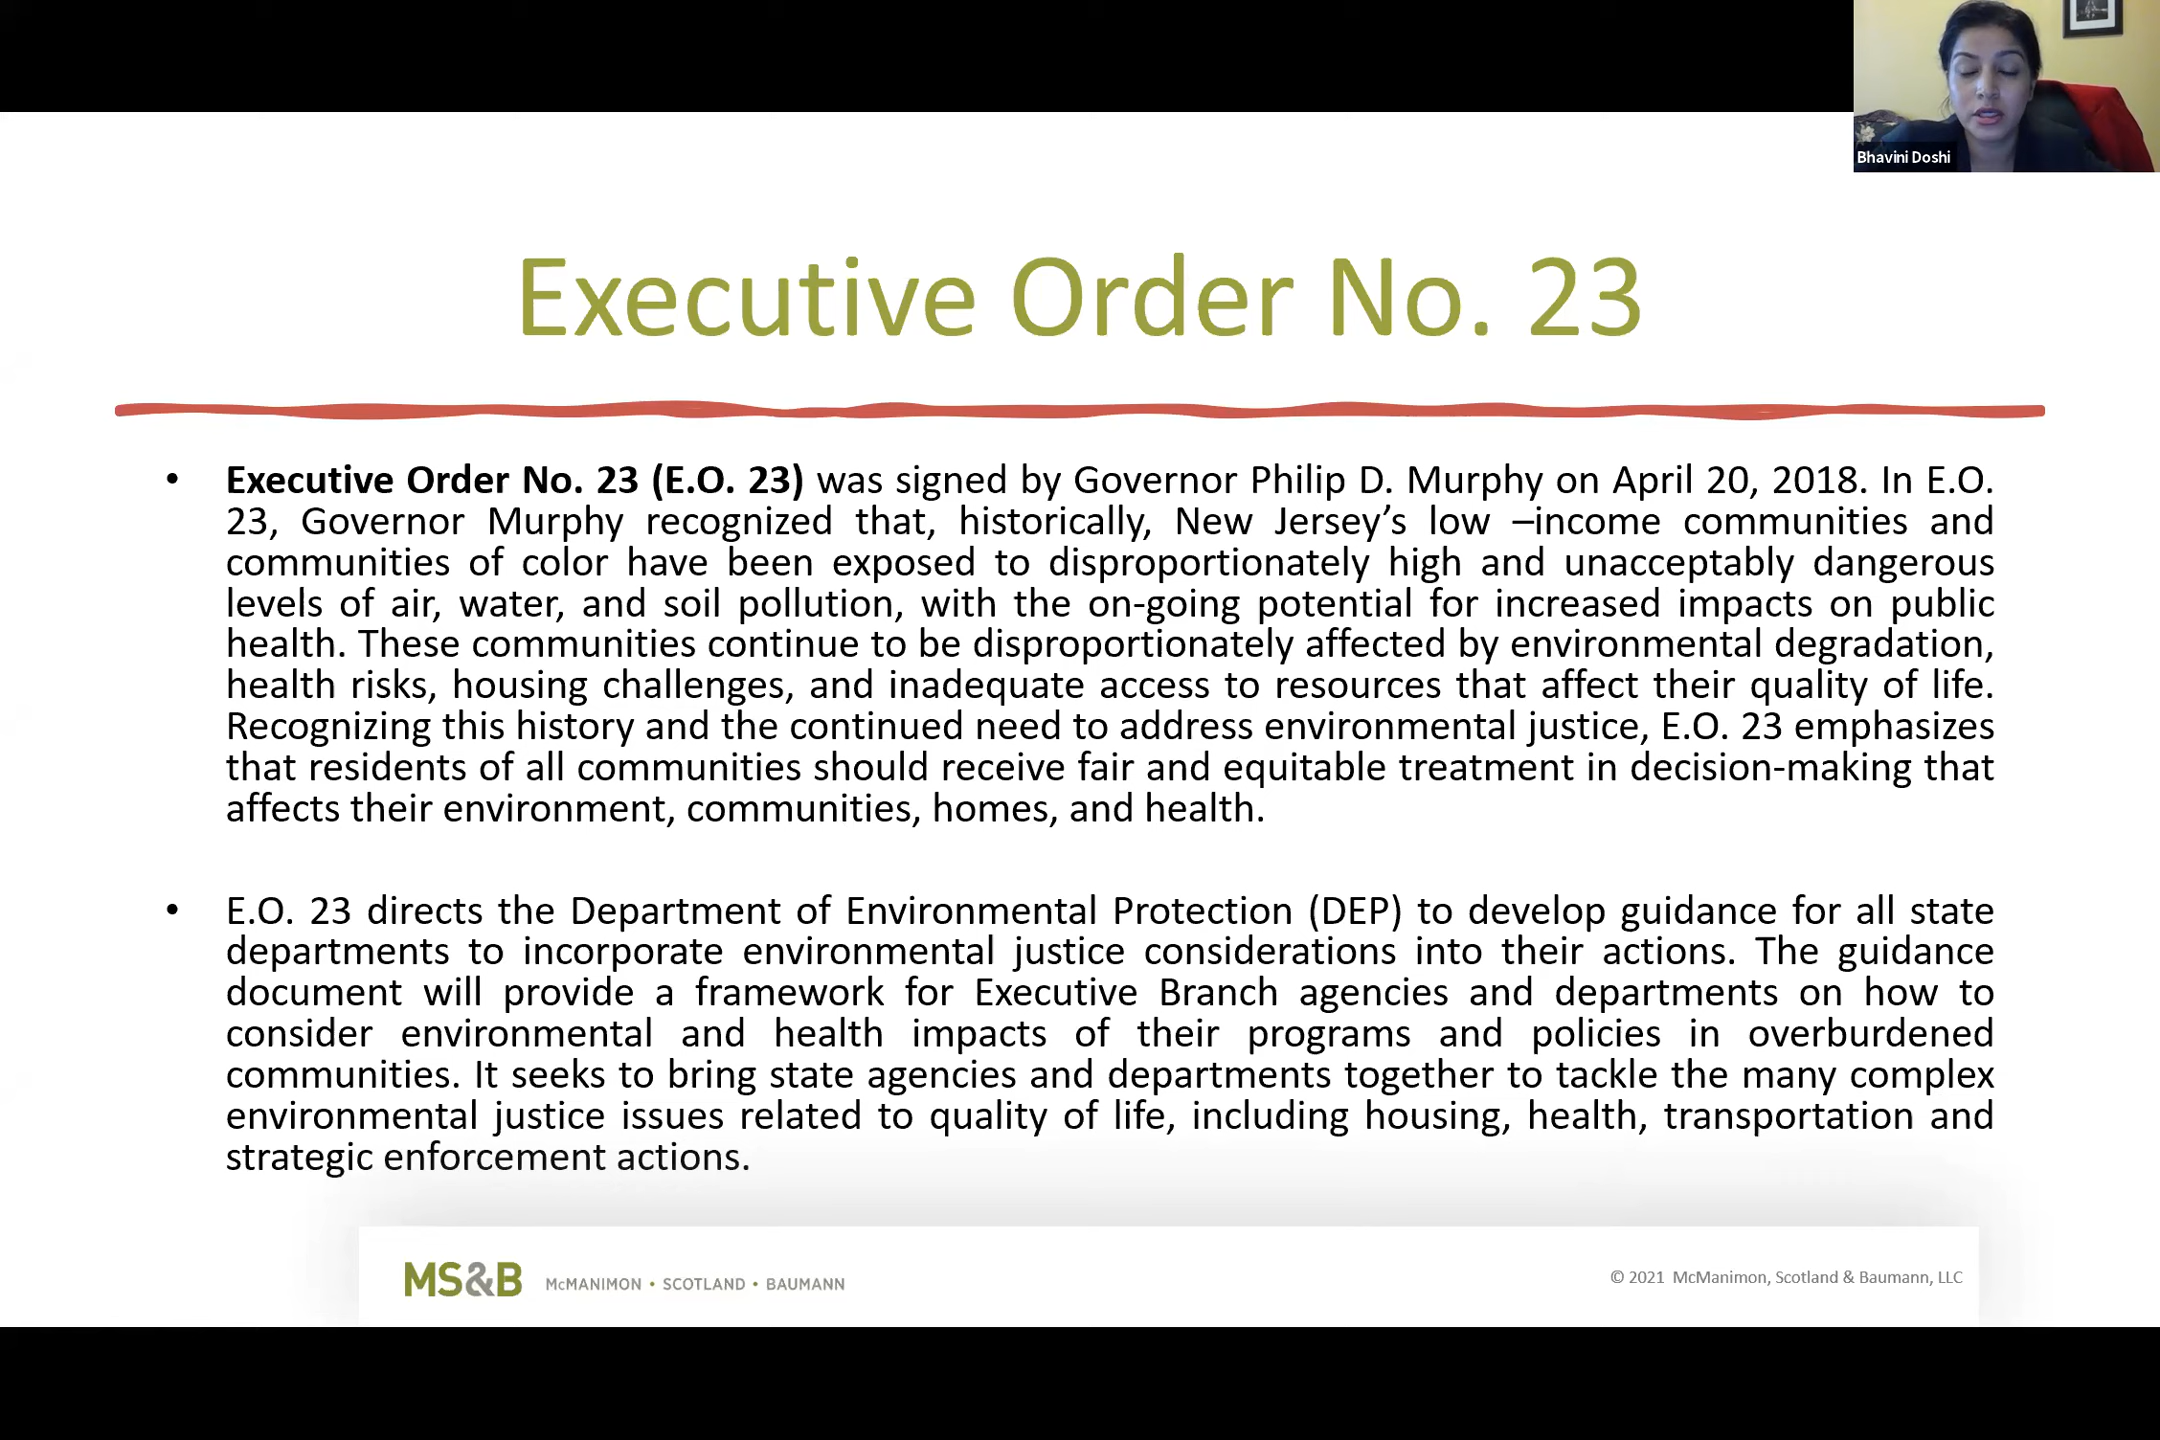 Bhavini Doshi
Executive Order No. 23
• Executive Order No. 23 (E.O. 23) was signed by Governor Philip D. Murphy on April 20, 2018. In E.O.
23, Governor Murphy recognized that, historically, New Jersey’s low –income communities and
communities of color have been exposed to disproportionately high and unacceptably dangerous
levels of air, water, and soil pollution, with the on-going potential for increased impacts on public
health. These communities continue to be disproportionately affected by environmental degradation,
health risks, housing challenges, and inadequate access to resources that affect their quality of life.
Recognizing this history and the continued need to address environmental justice, E.O. 23 emphasizes
that residents of all communities should receive fair and equitable treatment in decision-making that
affects their environment, communities, homes, and health.
• E.O. 23 directs the Department of Environmental Protection (DEP) to develop guidance for all state
departments to incorporate environmental justice considerations into their actions. The guidance
document will provide a framework for Executive Branch agencies and departments on how to
consider environmental and health impacts of their programs and policies in overburdened
communities. It seeks to bring state agencies and departments together to tackle the many complex
environmental justice issues related to quality of life, including housing, health, transportation and
strategic enforcement actions.
MS&B McMANIMON • SCOTLAND • BAUMANN
© 2021 McManimon, Scotland & Baumann, LLC